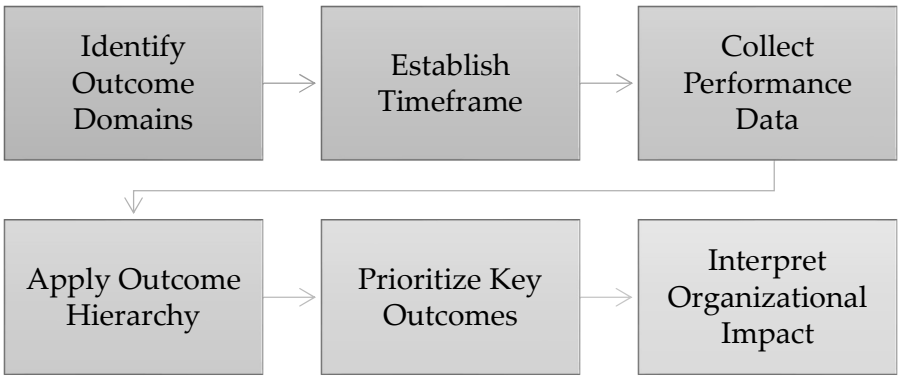 Identify
Outcome
Domains
Establish
Timeframe
Collect
Performance
Data
Apply Outcome
Hierarchy
Prioritize Key
Outcomes
Interpret
Organizational
Impact